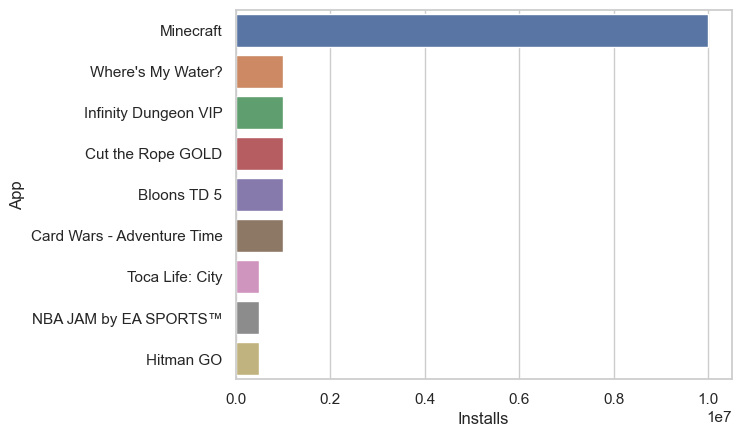 Minecraft
Where's My Water?
Infinity Dungeon VIP
Cut the Rope GOLD
Bloons TD 5
Card Wars - Adventure Time
Toca Life: City
NBA JAM by EA SPORTS™
Hitman GO
App
0.0 0.2 0.4 0.6 0.8 1.0
1e7
Installs